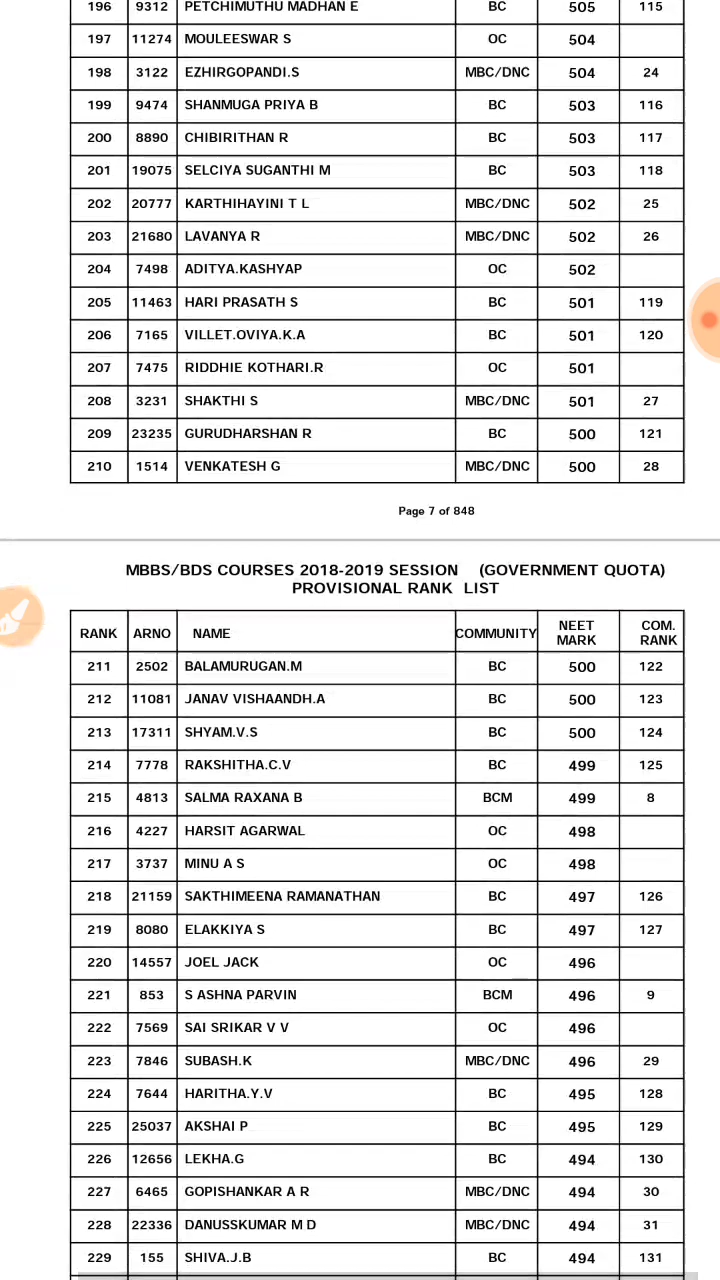 196 9312 PETCHIMUTHU MADHAN E BC 505 115
197 11274 MOULEESWAR S OC 504
198 3122 EZHIRGOPANDI.S MBC/DNC 504 24
199 9474 SHANMUGA PRIYA B BC 503 116
200 8890 CHIBIRITHAN R BC 503 117
201 19075 SELCIYA SUGANTHI M BC 503 118
202 20777 KARTHIHAYINI T L MBC/DNC 502 25
203 21680 LAVANYA R MBC/DNC 502 26
204 7498 ADITYA.KASHYAP OC 502
205 11463 HARI PRASATH S BC 501 119
206 7165 VILLET.OVIYA.K.A BC 501 120
207 7475 RIDDHIE KOTHARI.R OC 501
208 3231 SHAKTHI S MBC/DNC 501 27
209 23235 GURUDHARSHAN R BC 500 121
210 1514 VENKATESH G MBC/DNC 500 28
Page 7 of 848
MBBS/BDS COURSES 2018-2019 SESSION (GOVERNMENT QUOTA)
PROVISIONAL RANK LIST
RANK ARNO NAME COMMUNITY NEET MARK COM. RANK
211 2502 BALAMURUGAN.M BC 500 122
212 11081 JANAV VISHAANDH.A BC 500 123
213 17311 SHYAM.V.S BC 500 124
214 7778 RAKSHITHA.C.V BC 499 125
215 4813 SALMA RAXANA B BCM 499 8
216 4227 HARSIT AGARWAL OC 498
217 3737 MINU A S OC 498
218 21159 SAKTHIMEENA RAMANATHAN BC 497 126
219 8080 ELAKKIYA S BC 497 127
220 14557 JOEL JACK OC 496
221 853 S ASHNA PARVIN BCM 496 9
222 7569 SAI SRIKAR V V OC 496
223 7846 SUBASH.K MBC/DNC 496 29
224 7644 HARITHA.Y.V BC 495 128
225 25037 AKSHAI P BC 495 129
226 12656 LEKHA.G BC 494 130
227 6465 GOPISHANKAR A R MBC/DNC 494 30
228 22336 DANUSSKUMAR M D MBC/DNC 494 31
229 155 SHIVA.J.B BC 494 131